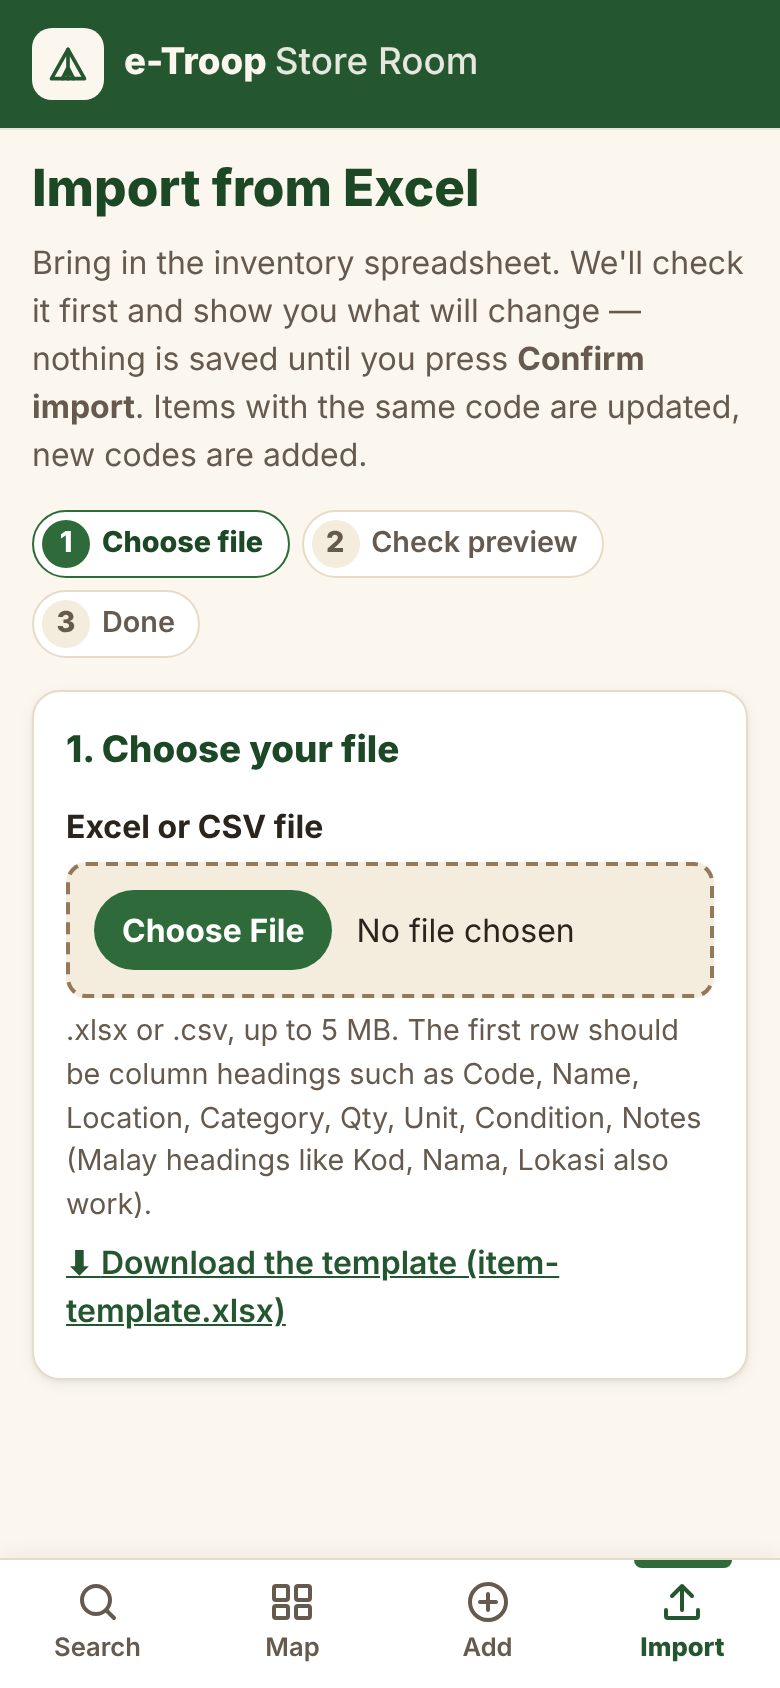 e-Troop Store Room
Import from Excel
Bring in the inventory spreadsheet. We'll check
it first and show you what will change —
nothing is saved until you press Confirm
import. Items with the same code are updated,
new codes are added.
1 Choose file
2 Check preview
3 Done
1. Choose your file
Excel or CSV file
Choose File No file chosen
.xlsx or .csv, up to 5 MB. The first row should
be column headings such as Code, Name,
Location, Category, Qty, Unit, Condition, Notes
(Malay headings like Kod, Nama, Lokasi also
work).
⬇ Download the template (item-
template.xlsx)
Search
Map
Add
Import